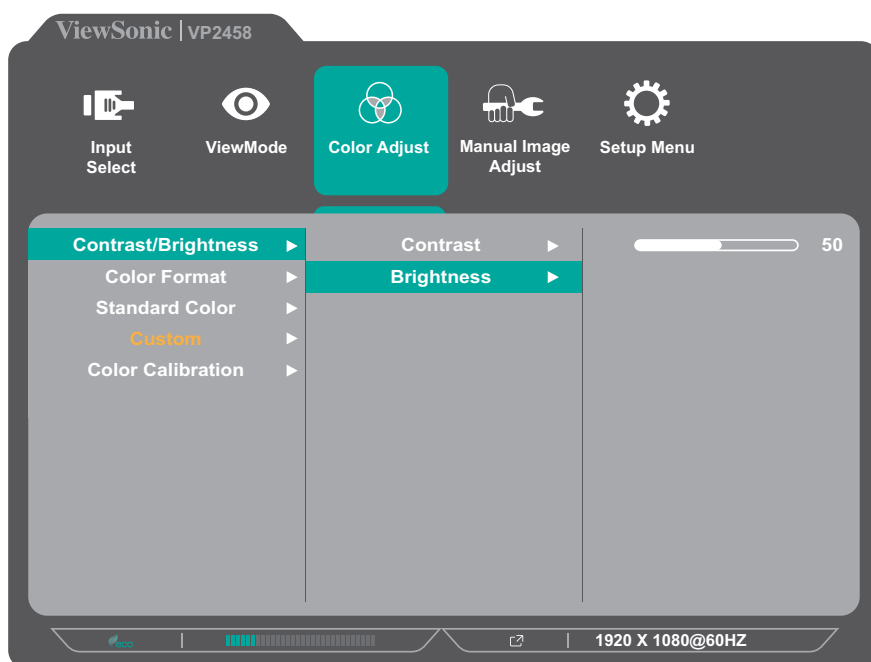 ViewSonic | VP2458
Input Select
ViewMode
Color Adjust
Manual Image Adjust
Setup Menu
Contrast/Brightness
Contrast
50
Color Format
Brightness
Standard Color
Custom
Color Calibration
eco
1920 X 1080@60HZ